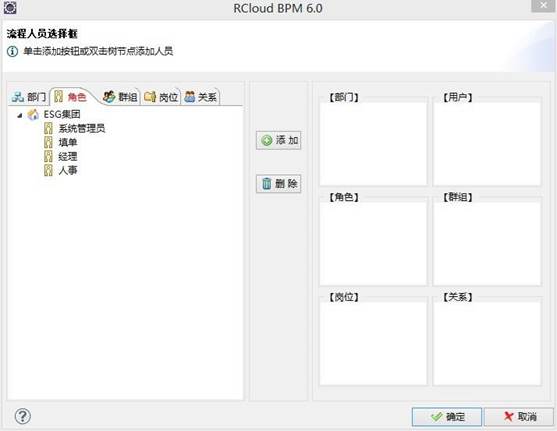 RCloud BPM 6.0
流程人员选择框
单击添加按钮或双击树节点添加人员
部门 角色 群组 岗位 关系
ESG集团
系统管理员
填单
经理
人事
添 加
删 除
【部门】 【用户】
【角色】 【群组】
【岗位】 【关系】
确定 取消